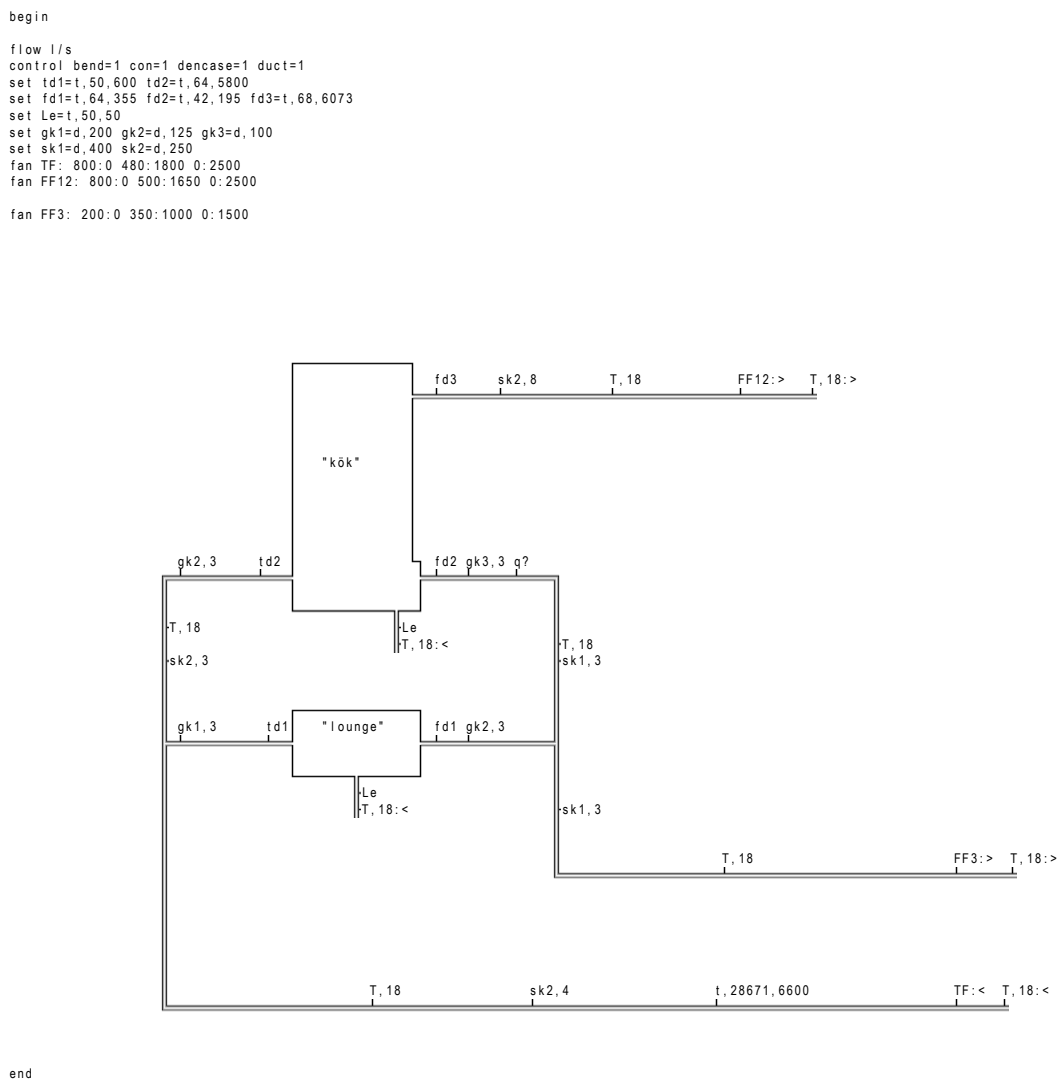 begin
flow l/s
control bend=1 con=1 dencase=1 duct=1
set td1=t,50,600 td2=t,64,5800
set fd1=t,64,355 fd2=t,42,195 fd3=t,68,6073
set Le=t,50,50
set gk1=d,200 gk2=d,125 gk3=d,100
set sk1=d,400 sk2=d,250
fan TF: 800:0 480:1800 0:2500
fan FF12: 800:0 500:1650 0:2500
fan FF3: 200:0 350:1000 0:1500
fd3 sk2,8 T,18 FF12:> T,18:>
"kök"
gk2,3 td2 fd2 gk3,3 q?
T,18 Le
T,18:< T,18
sk2,3 sk1,3
gk1,3 td1 "lounge" fd1 gk2,3
Le
T,18:< sk1,3
T,18 FF3:> T,18:>
T,18 sk2,4 t,28671,6600 TF:< T,18:<
end